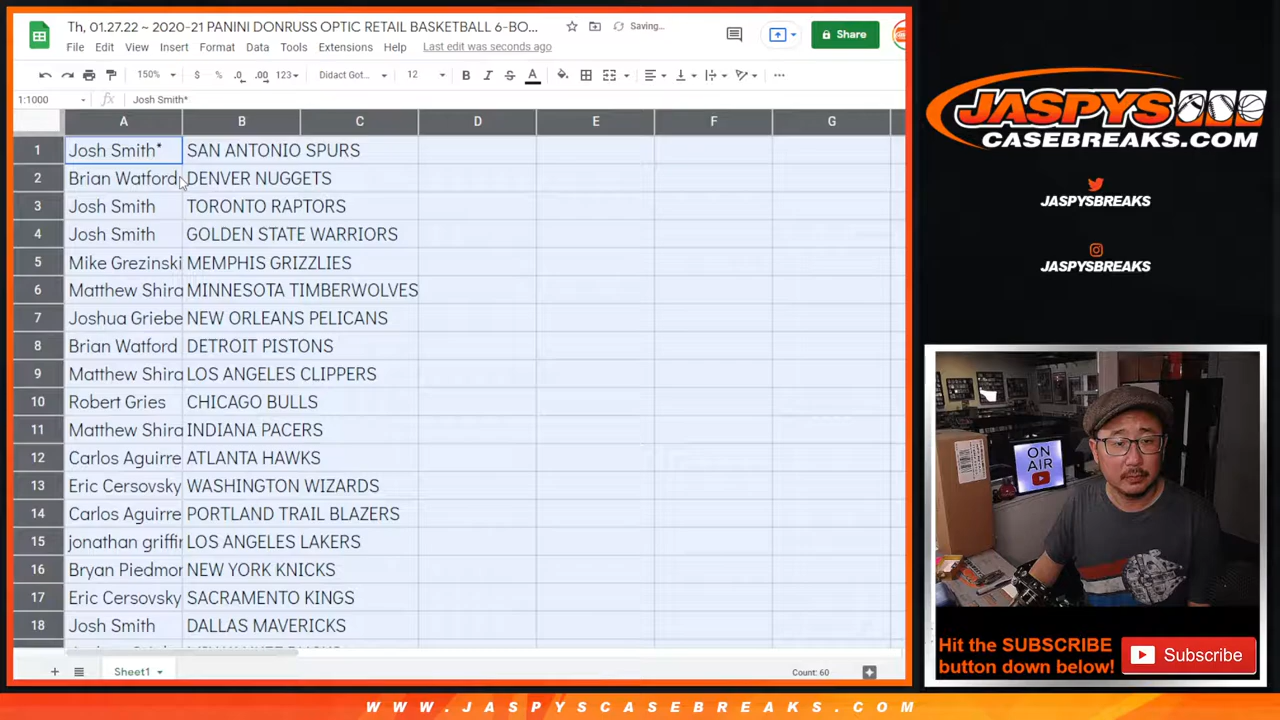 Th, 01.27.22 ~ 2020-21 PANINI DONRUSS OPTIC RETAIL BASKETBALL 6-BO...
Saving...
File Edit View Insert Format Data Tools Extensions Help Last edit was seconds ago
Share
150% $ % .0 .00 123 Didact Got... 12 B I S A
1:1000 fx Josh Smith*
A B C D E F G
1 Josh Smith* SAN ANTONIO SPURS
2 Brian Watford DENVER NUGGETS
3 Josh Smith TORONTO RAPTORS
4 Josh Smith GOLDEN STATE WARRIORS
5 Mike Grezinski MEMPHIS GRIZZLIES
6 Matthew Shira MINNESOTA TIMBERWOLVES
7 Joshua Griebe NEW ORLEANS PELICANS
8 Brian Watford DETROIT PISTONS
9 Matthew Shira LOS ANGELES CLIPPERS
10 Robert Gries CHICAGO BULLS
11 Matthew Shira INDIANA PACERS
12 Carlos Aguirre ATLANTA HAWKS
13 Eric Cersovsky WASHINGTON WIZARDS
14 Carlos Aguirre PORTLAND TRAIL BLAZERS
15 jonathan griffin LOS ANGELES LAKERS
16 Bryan Piedmon NEW YORK KNICKS
17 Eric Cersovsky SACRAMENTO KINGS
18 Josh Smith DALLAS MAVERICKS
Sheet1
Count: 60
JASPYS
CASEBREAKS.COM
JASPYSBREAKS
JASPYSBREAKS
ON
AIR
Hit the SUBSCRIBE
button down below!
Subscribe
WWW.JASPYSCASEBREAKS.COM